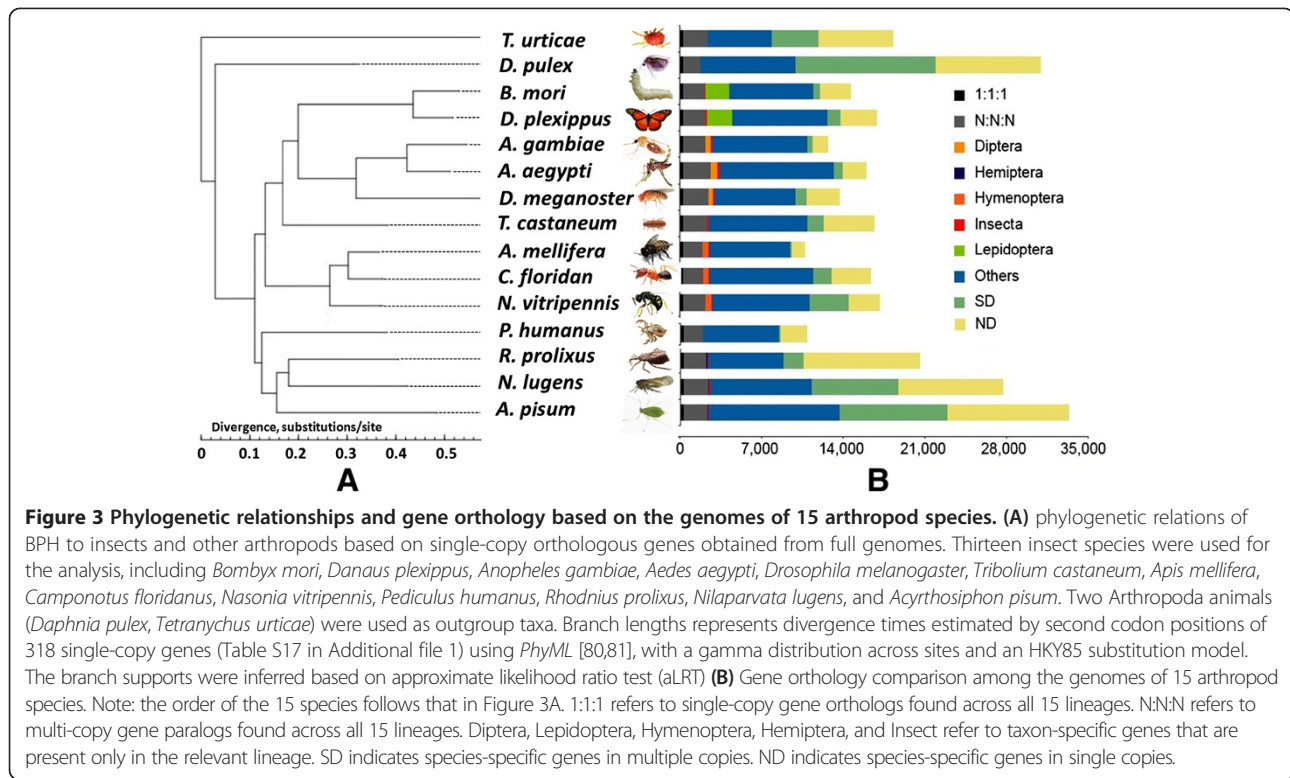 T. urticae
D. pulex
B. mori
D. plexippus
A. gambiae
A. aegypti
D. meganoster
T. castaneum
A. mellifera
C. floridan
N. vitripennis
P. humanus
R. prolixus
N. lugens
A. pisum
Divergence, substitutions/site
0 0.1 0.2 0.3 0.4 0.5
A
1:1:1
N:N:N
Diptera
Hemiptera
Hymenoptera
Insecta
Lepidoptera
Others
SD
ND
0 7,000 14,000 21,000 28,000 35,000
B
Figure 3 Phylogenetic relationships and gene orthology based on the genomes of 15 arthropod species. (A) phylogenetic relations of
BPH to insects and other arthropods based on single-copy orthologous genes obtained from full genomes. Thirteen insect species were used for
the analysis, including Bombyx mori, Danaus plexippus, Anopheles gambiae, Aedes aegypti, Drosophila melanogaster, Tribolium castaneum, Apis mellifera,
Camponotus floridanus, Nasonia vitripennis, Pediculus humanus, Rhodnius prolixus, Nilaparvata lugens, and Acyrthosiphon pisum. Two Arthropoda animals
(Daphnia pulex, Tetranychus urticae) were used as outgroup taxa. Branch lengths represents divergence times estimated by second codon positions of
318 single-copy genes (Table S17 in Additional file 1) using PhyML [80,81], with a gamma distribution across sites and an HKY85 substitution model.
The branch supports were inferred based on approximate likelihood ratio test (aLRT) (B) Gene orthology comparison among the genomes of 15 arthropod
species. Note: the order of the 15 species follows that in Figure 3A. 1:1:1 refers to single-copy gene orthologs found across all 15 lineages. N:N:N refers to
multi-copy gene paralogs found across all 15 lineages. Diptera, Lepidoptera, Hymenoptera, Hemiptera, and Insect refer to taxon-specific genes that are
present only in the relevant lineage. SD indicates species-specific genes in multiple copies. ND indicates species-specific genes in single copies.